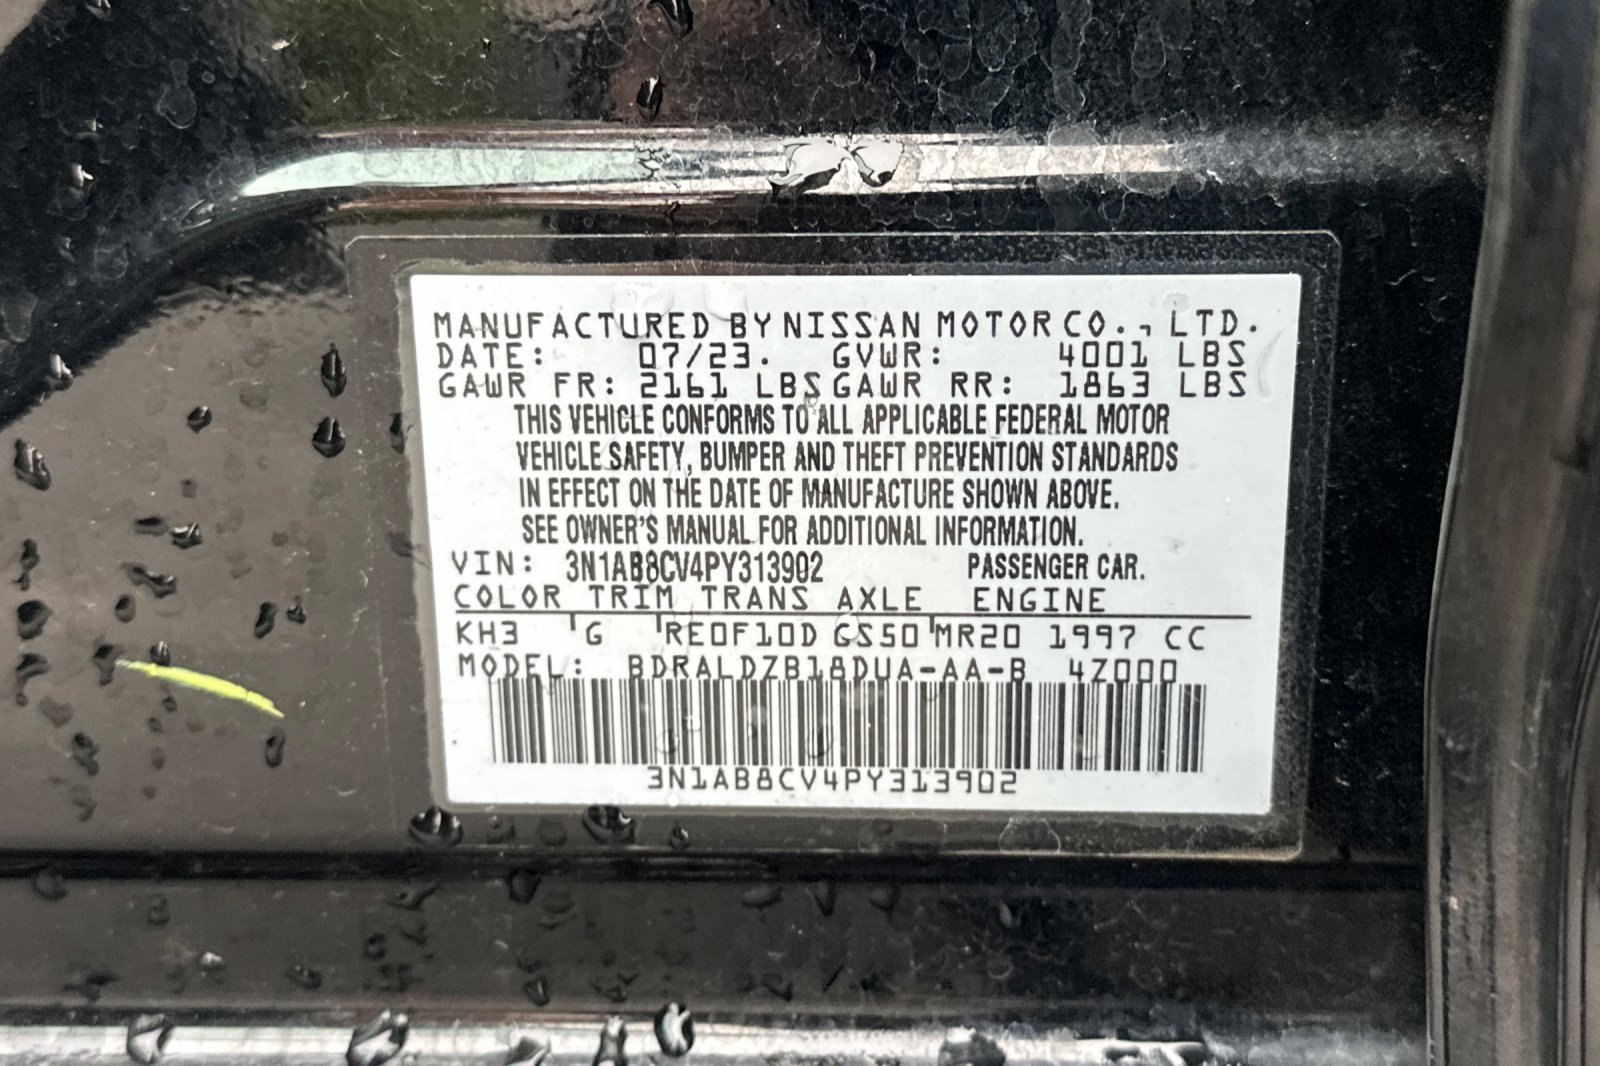 MANUFACTURED BY NISSAN MOTOR CO., LTD.
DATE: 07/23. GVWR: 4001 LBS
GAWR FR: 2161 LBS GAWR RR: 1863 LBS
THIS VEHICLE CONFORMS TO ALL APPLICABLE FEDERAL MOTOR
VEHICLE SAFETY, BUMPER AND THEFT PREVENTION STANDARDS
IN EFFECT ON THE DATE OF MANUFACTURE SHOWN ABOVE.
SEE OWNER'S MANUAL FOR ADDITIONAL INFORMATION.
VIN: 3N1AB8CV4PY313902 PASSENGER CAR.
COLOR TRIM TRANS AXLE ENGINE
KH3 G RE0F10D GS50 MR20 1997 CC
MODEL: BDRALDZB18DUA-AA-B 4Z000
3N1AB8CV4PY313902